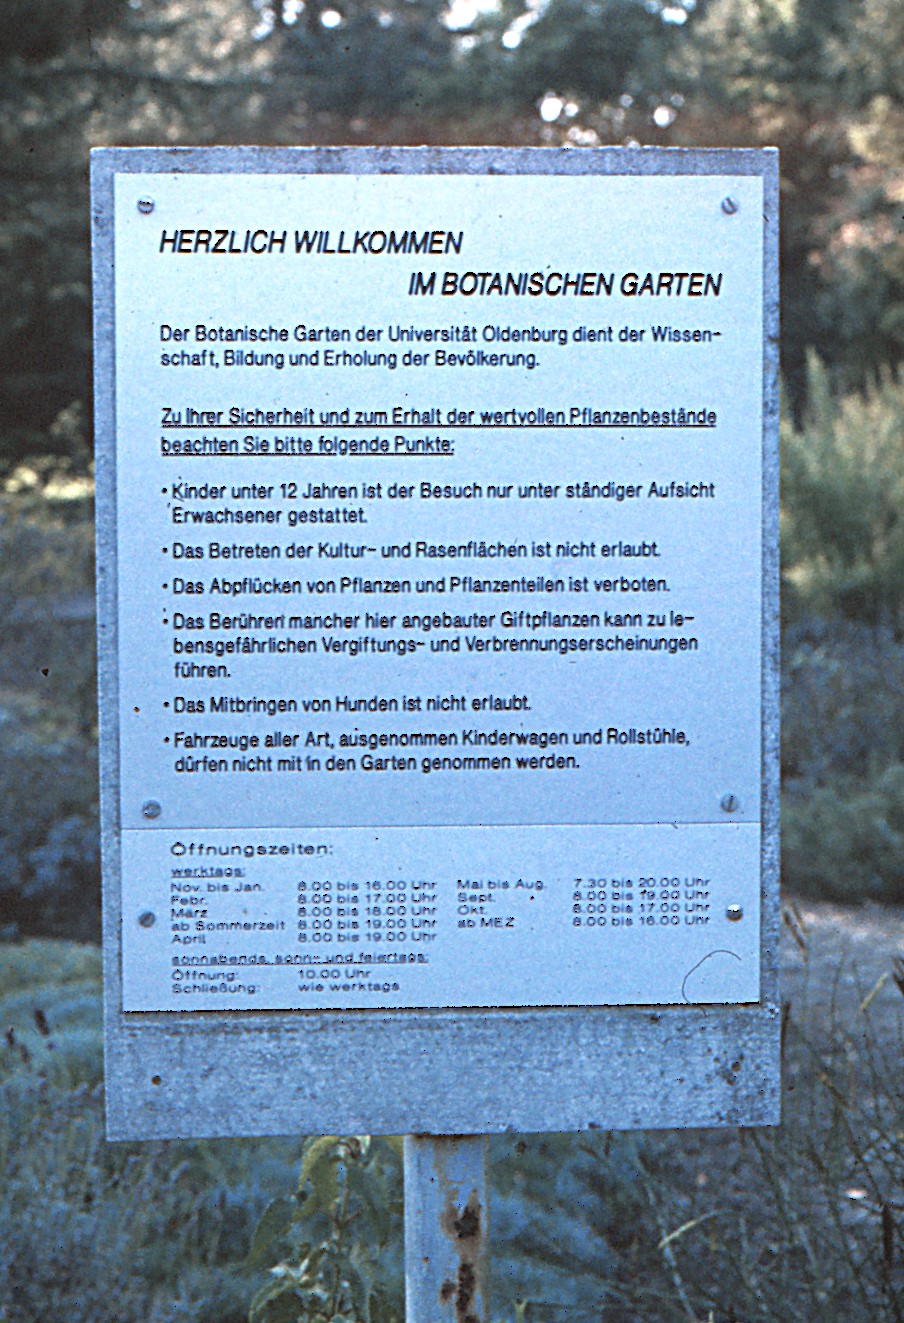 HERZLICH WILLKOMMEN
IM BOTANISCHEN GARTEN
Der Botanische Garten der Universität Oldenburg dient der Wissen-
schaft, Bildung und Erholung der Bevölkerung.
Zu Ihrer Sicherheit und zum Erhalt der wertvollen Pflanzenbestände
beachten Sie bitte folgende Punkte:
• Kinder unter 12 Jahren ist der Besuch nur unter ständiger Aufsicht
Erwachsener gestattet.
• Das Betreten der Kultur- und Rasenflächen ist nicht erlaubt.
• Das Abpflücken von Pflanzen und Pflanzenteilen ist verboten.
• Das Berühren mancher hier angebauter Giftpflanzen kann zu le-
bensgefährlichen Vergiftungs- und Verbrennungserscheinungen
führen.
• Das Mitbringen von Hunden ist nicht erlaubt.
• Fahrzeuge aller Art, ausgenommen Kinderwagen und Rollstühle,
dürfen nicht mit in den Garten genommen werden.
Öffnungszeiten:
werktags:
Nov. bis Jan. 8.00 bis 16.00 Uhr Mai bis Aug. 7.30 bis 20.00 Uhr
Febr. 8.00 bis 17.00 Uhr Sept. 8.00 bis 19.00 Uhr
März 8.00 bis 18.00 Uhr Okt. 8.00 bis 17.00 Uhr
ab Sommerzeit 8.00 bis 19.00 Uhr ab MEZ 8.00 bis 16.00 Uhr
April 8.00 bis 19.00 Uhr
sonnabends, sonn- und feiertags:
Öffnung: 10.00 Uhr
Schließung: wie werktags